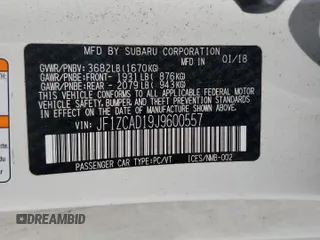 MFD. BY SUBARU CORPORATION 01/18
GVWR/PNBV: 3682LB(1670KG)
GAWR/PNBE: FRONT- 1931LB( 876KG)
GAWR/PNBE: REAR - 2079LB( 943KG)
THIS VEHICLE CONFORMS TO ALL APPLICABLE
FEDERAL MOTOR VEHICLE SAFETY, BUMPER,
AND THEFT PREVENTION STANDARDS IN EFFECT
ON THE DATE OF MANUFACTURE SHOWN ABOVE.
VIN: JF1ZCAD19J9600557
PASSENGER CAR TYPE:PC/VT ICES/NMB-002
© DREAMBID